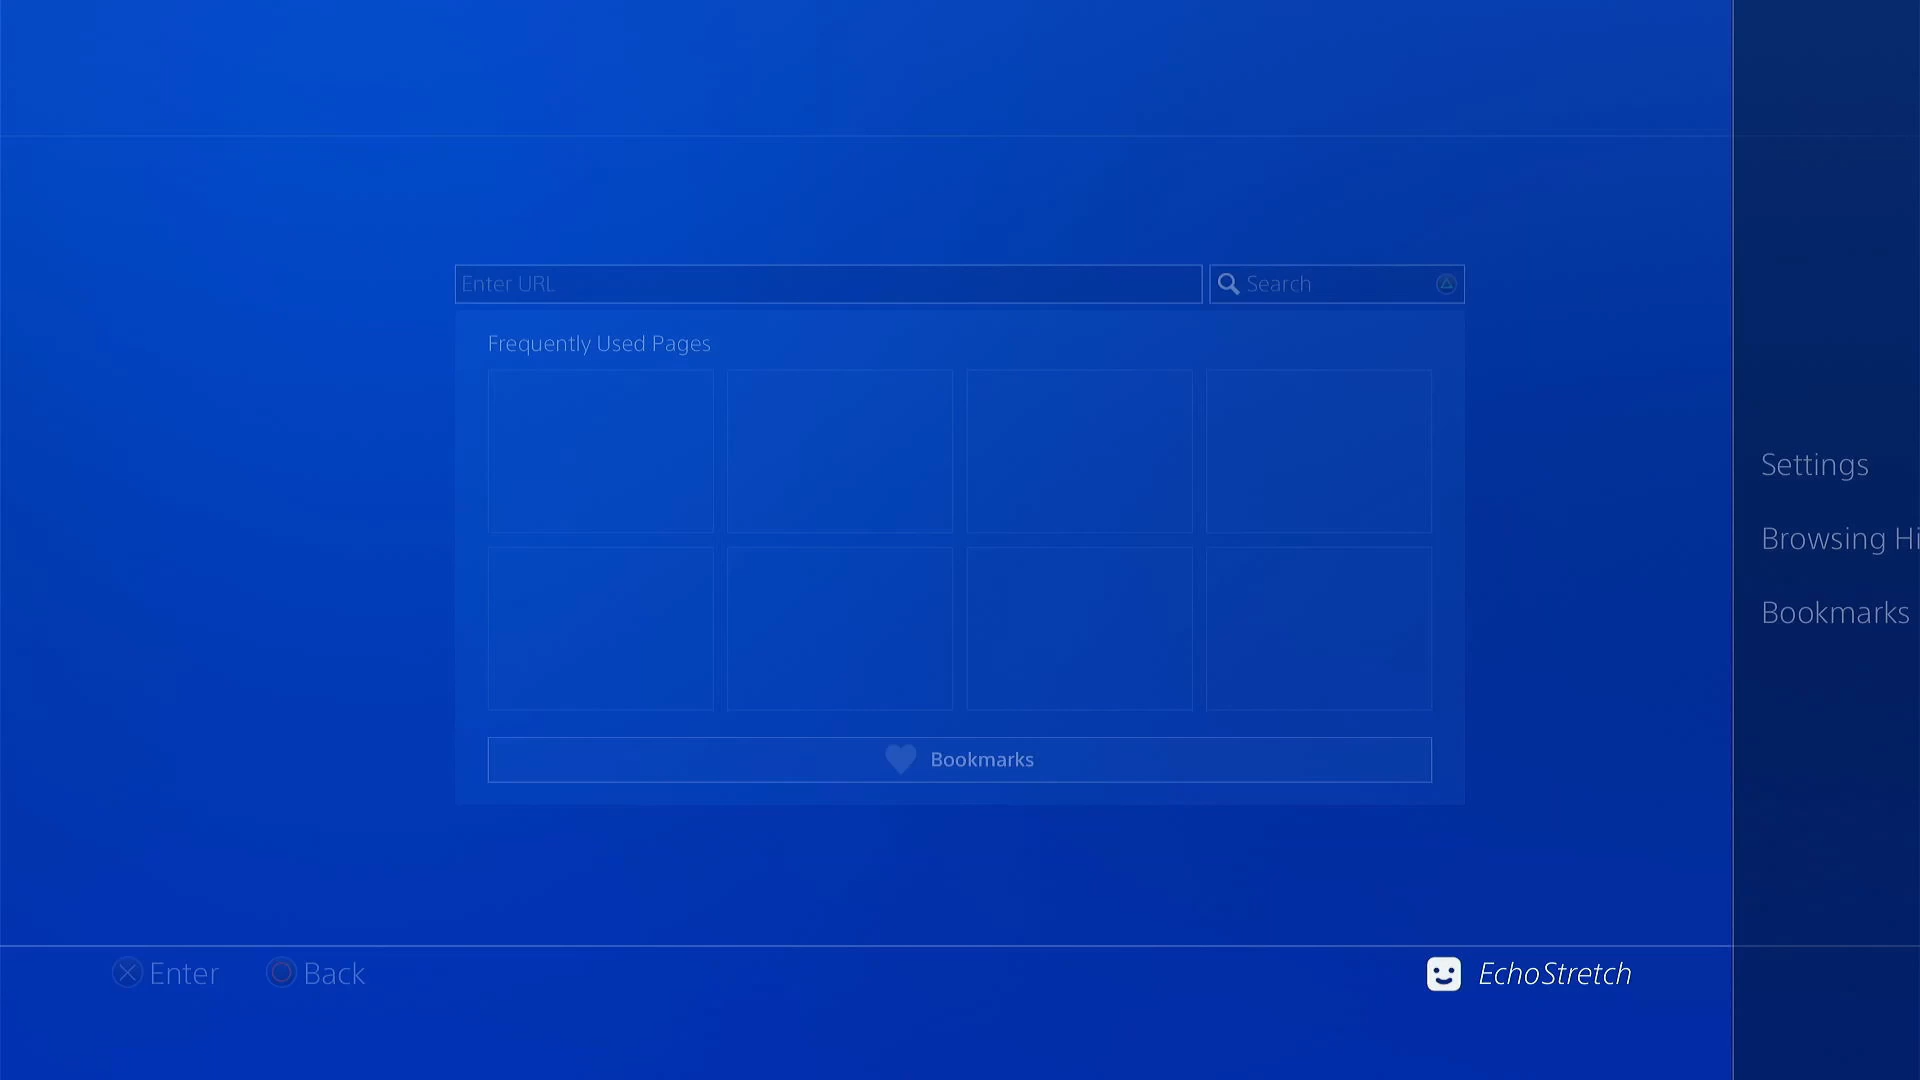 Enter URL
Search
Frequently Used Pages
Bookmarks
Settings
Browsing Hi
Bookmarks
Enter
Back
EchoStretch